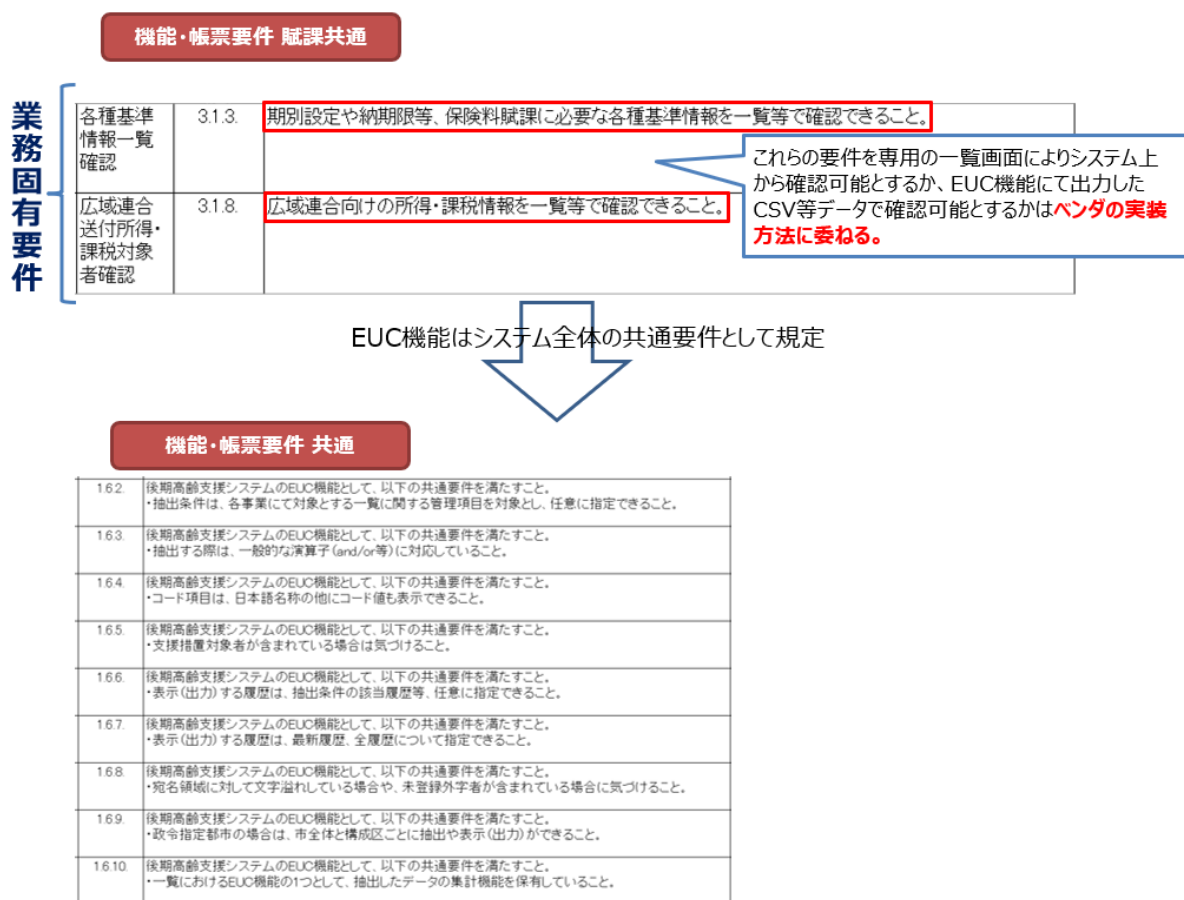 機能・帳票要件 賦課共通
業務固有要件
各種基準
情報一覧
確認
3.1.3.
期別設定や納期限等、保険料賦課に必要な各種基準情報を一覧等で確認できること。
これらの要件を専用の一覧画面によりシステム上
から確認可能とするか、EUC機能にて出力した
CSV等データで確認可能とするかはベンダの実装
方法に委ねる。
広域連合
送付所得・
課税対象
者確認
3.1.8.
広域連合向けの所得・課税情報を一覧等で確認できること。
EUC機能はシステム全体の共通要件として規定
機能・帳票要件 共通
1.6.2.
後期高齢支援システムのEUC機能として、以下の共通要件を満たすこと。
・抽出条件は、各事業にて対象とする一覧に関する管理項目を対象とし、任意に指定できること。
1.6.3.
後期高齢支援システムのEUC機能として、以下の共通要件を満たすこと。
・抽出する際は、一般的な演算子(and/or等)に対応していること。
1.6.4.
後期高齢支援システムのEUC機能として、以下の共通要件を満たすこと。
・コード項目は、日本語名称の他にコード値も表示できること。
1.6.5.
後期高齢支援システムのEUC機能として、以下の共通要件を満たすこと。
・支援措置対象者が含まれている場合は気づけること。
1.6.6.
後期高齢支援システムのEUC機能として、以下の共通要件を満たすこと。
・表示(出力)する履歴は、抽出条件の該当履歴等、任意に指定できること。
1.6.7.
後期高齢支援システムのEUC機能として、以下の共通要件を満たすこと。
・表示(出力)する履歴は、最新履歴、全履歴について指定できること。
1.6.8.
後期高齢支援システムのEUC機能として、以下の共通要件を満たすこと。
・宛名領域に対して文字溢れしている場合や、未登録外字者が含まれている場合に気づけること。
1.6.9.
後期高齢支援システムのEUC機能として、以下の共通要件を満たすこと。
・政令指定都市の場合は、市全体と構成区ごとに抽出や表示(出力)ができること。
1.6.10.
後期高齢支援システムのEUC機能として、以下の共通要件を満たすこと。
・一覧におけるEUC機能の1つとして、抽出したデータの集計機能を保有していること。